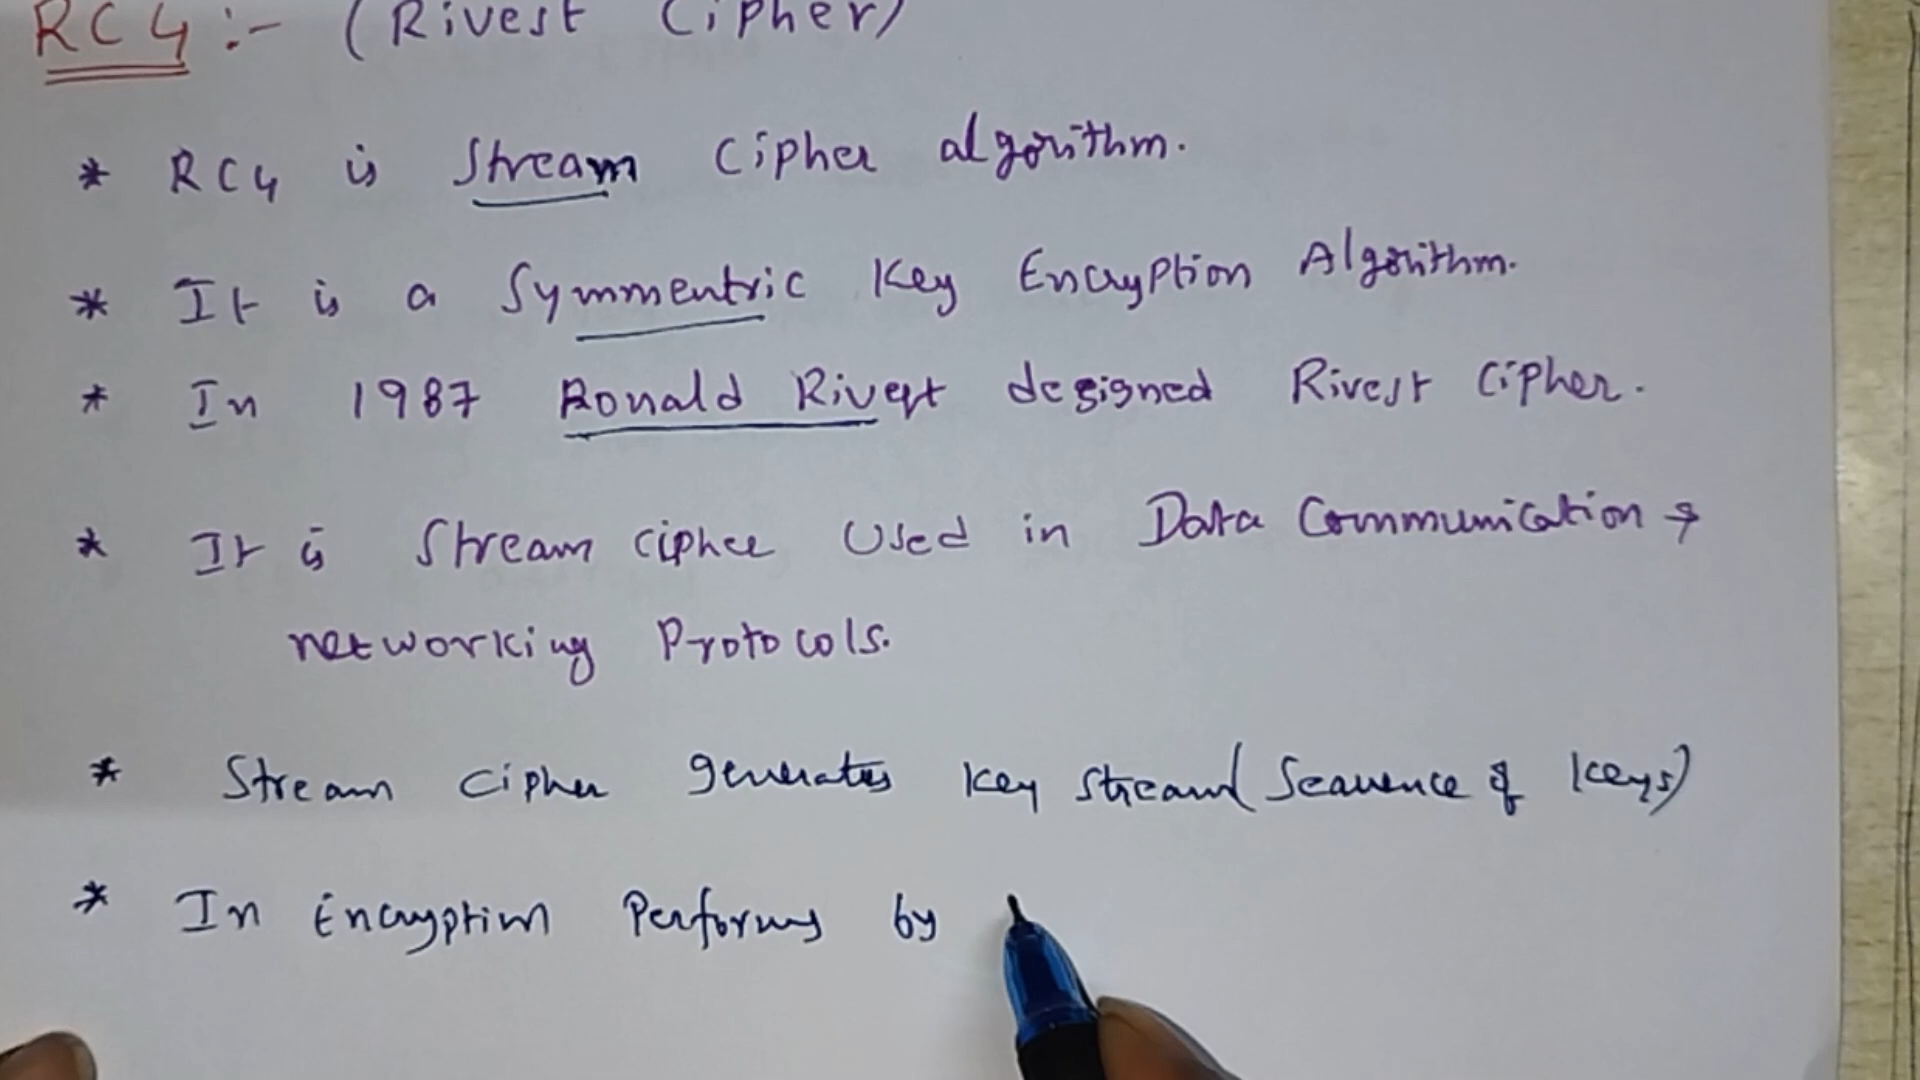 RC4 :- (Rivest Cipher)
* RC4 is Stream Cipher algorithm.
* It is a Symmentric Key Encryption Algorithm.
* In 1987 Ronald Rivest designed Rivest Cipher.
* It is Stream cipher Used in Data Communication &
networking Protocols.
* Stream Cipher generates Key Stream (Sequence of Keys)
* In Encryption Performs by